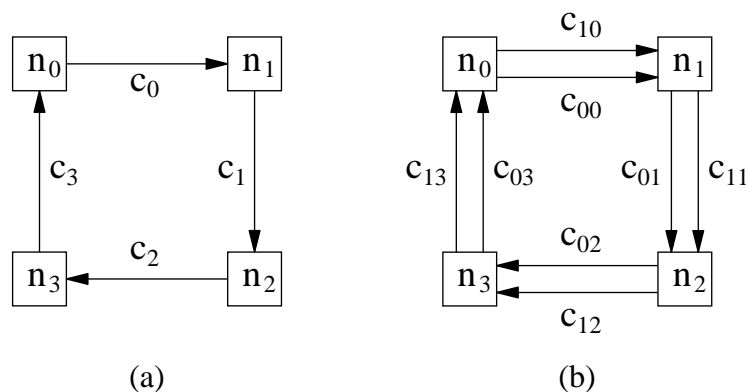 c₁₀
n₀ n₁ n₀ n₁
c₀ c₀₀
c₃ c₁ c₁₃ c₀₃ c₀₁ c₁₁
c₂ c₀₂
n₃ n₂ n₃ n₂
c₁₂
(a) (b)